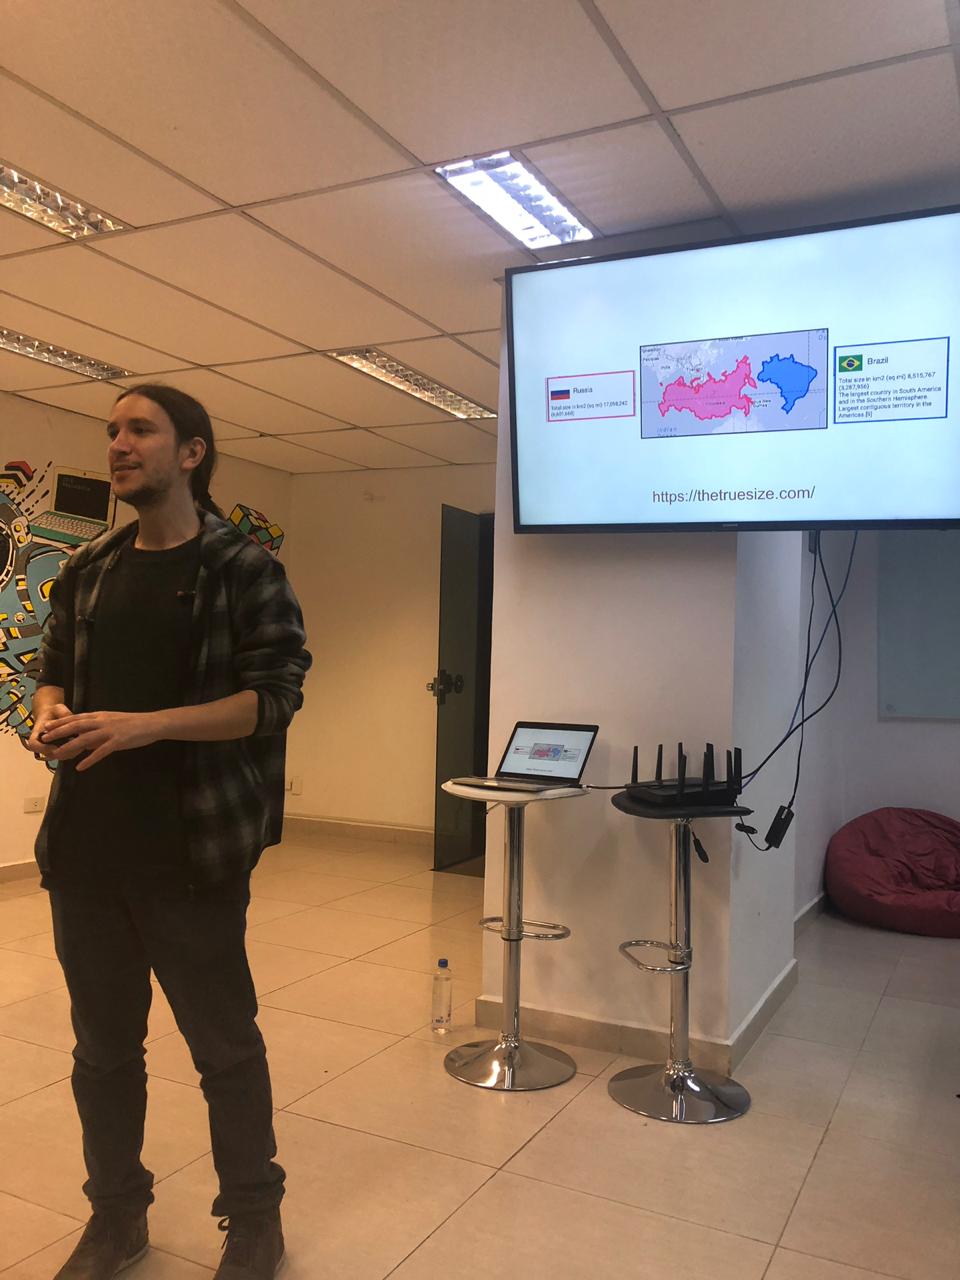 Russia
Total size in km2 (sq mi) 17,098,242
(6,601,668)
Brazil
Total size in km2 (sq mi) 8,515,767
(3,287,956)
The largest country in South America
and in the Southern Hemisphere.
Largest contiguous territory in the
Americas.[9]
Indian
https://thetruesize.com/